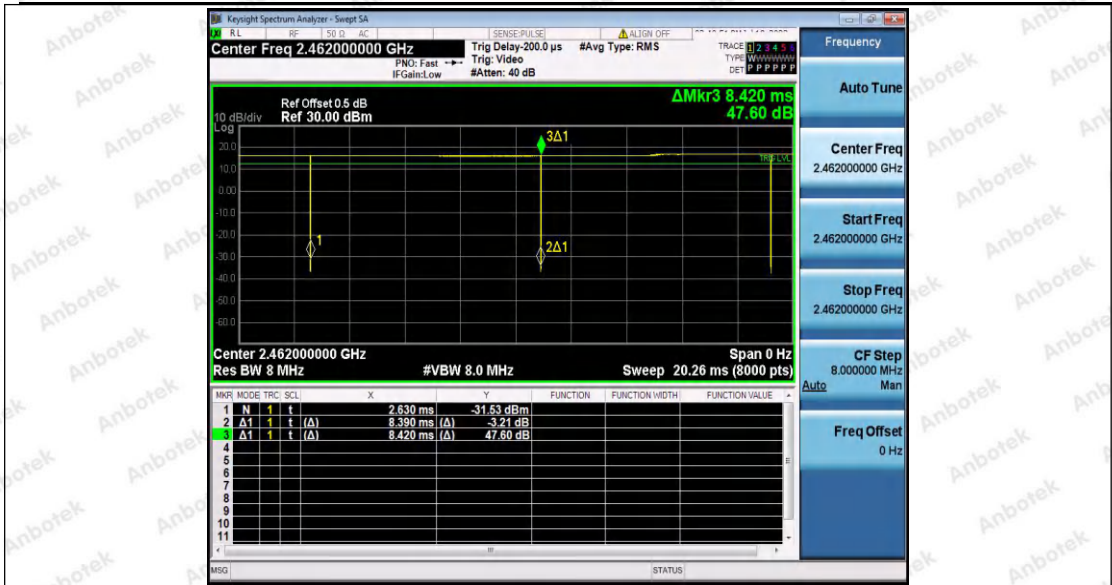 Keysight Spectrum Analyzer - Swept SA
RL RF 50 Ω AC SENSE:PULSE ALIGN OFF
Center Freq 2.462000000 GHz
PNO: Fast
IFGain:Low
Trig Delay-200.0 µs
Trig: Video
#Atten: 40 dB
#Avg Type: RMS
TRACE 1 2 3 4 5 6
TYPE WWWWWW
DET P P P P P P
ΔMkr3 8.420 ms
47.60 dB
Ref Offset 0.5 dB
10 dB/div Ref 30.00 dBm
Log
20.0
10.0
0.00
-10.0
-20.0
-30.0
-40.0
-50.0
-60.0
3Δ1
TRIG LVL
1
2Δ1
Center 2.462000000 GHz Span 0 Hz
Res BW 8 MHz #VBW 8.0 MHz Sweep 20.26 ms (8000 pts)
MKR MODE TRC SCL X Y FUNCTION FUNCTION WIDTH FUNCTION VALUE
1 N 1 t 2.630 ms -31.53 dBm
2 Δ1 1 t (Δ) 8.390 ms (Δ) -3.21 dB
3 Δ1 1 t (Δ) 8.420 ms (Δ) 47.60 dB
4
5
6
7
8
9
10
11
MSG STATUS
Frequency
Auto Tune
Center Freq
2.462000000 GHz
Start Freq
2.462000000 GHz
Stop Freq
2.462000000 GHz
CF Step
8.000000 MHz
Auto Man
Freq Offset
0 Hz
Anbotek